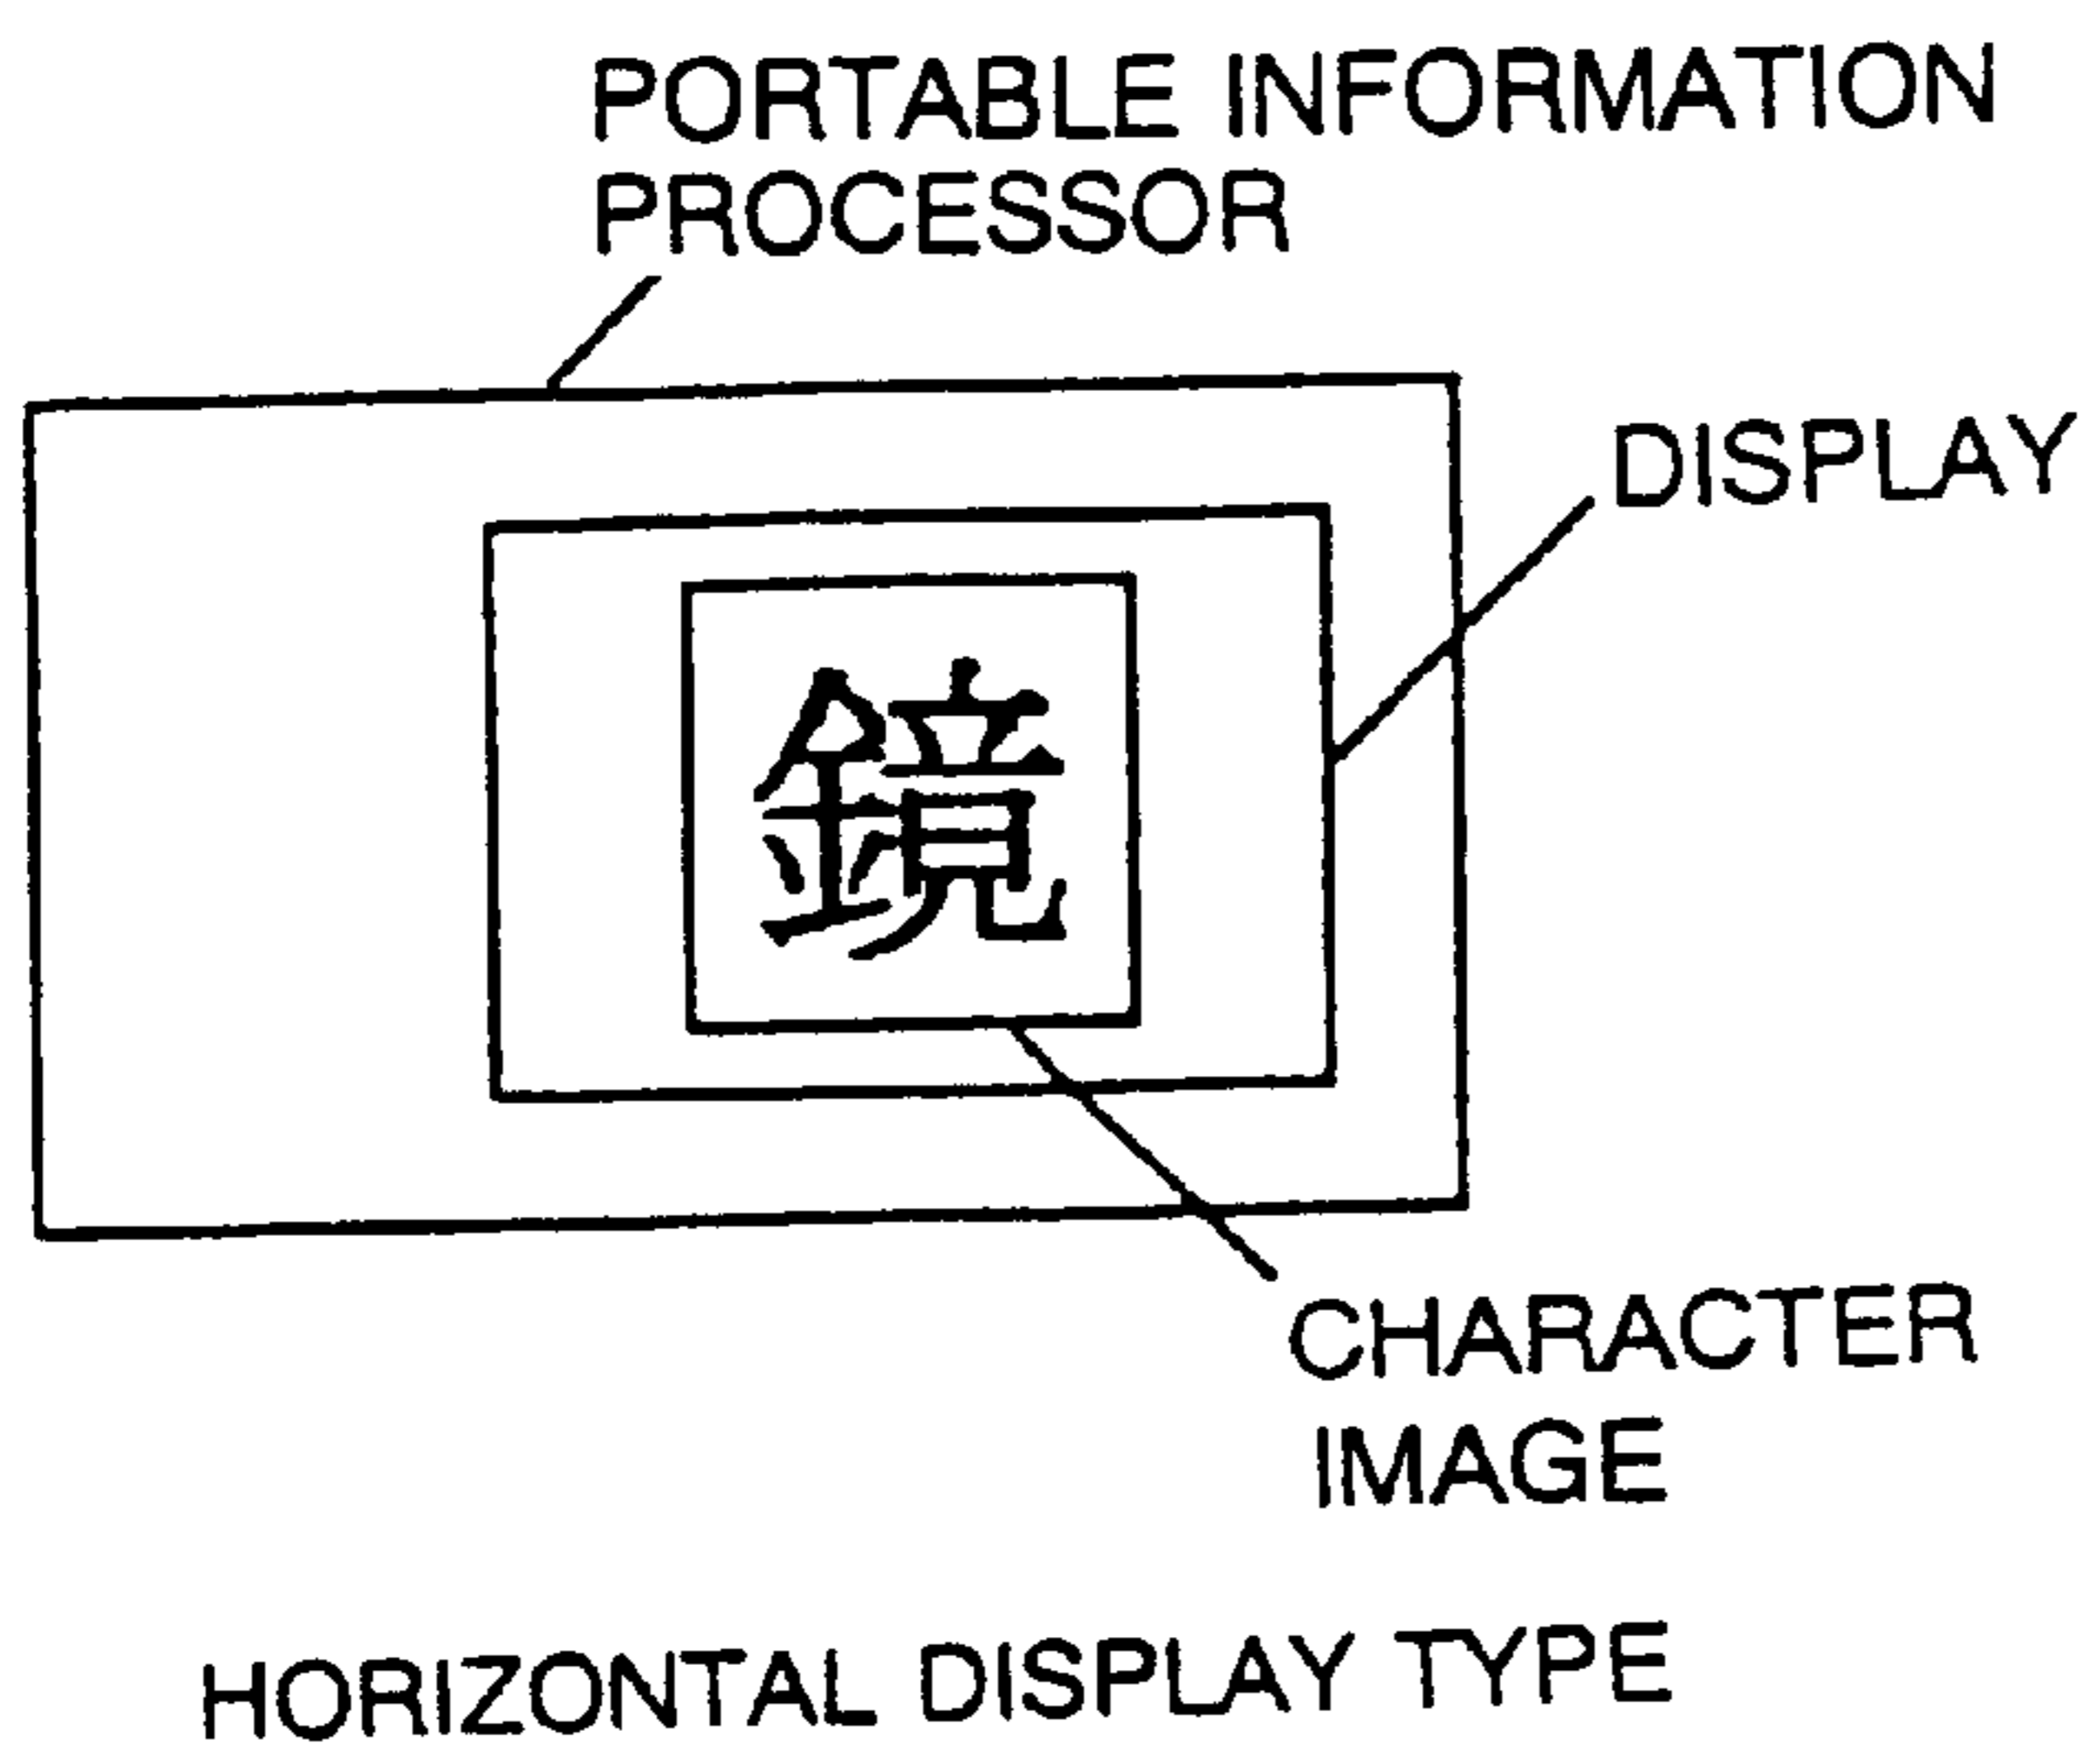 PORTABLE INFORMATION
PROCESSOR
DISPLAY
鏡
CHARACTER
IMAGE
HORIZONTAL DISPLAY TYPE